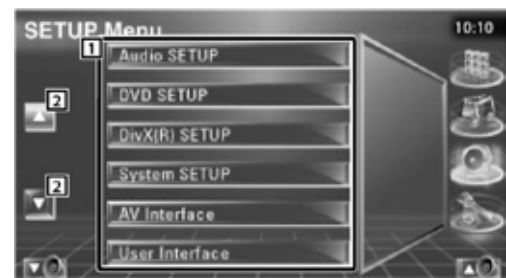 SETUP Menu
10:10
1
Audio SETUP
DVD SETUP
2
DivX(R) SETUP
System SETUP
2
AV Interface
User Interface